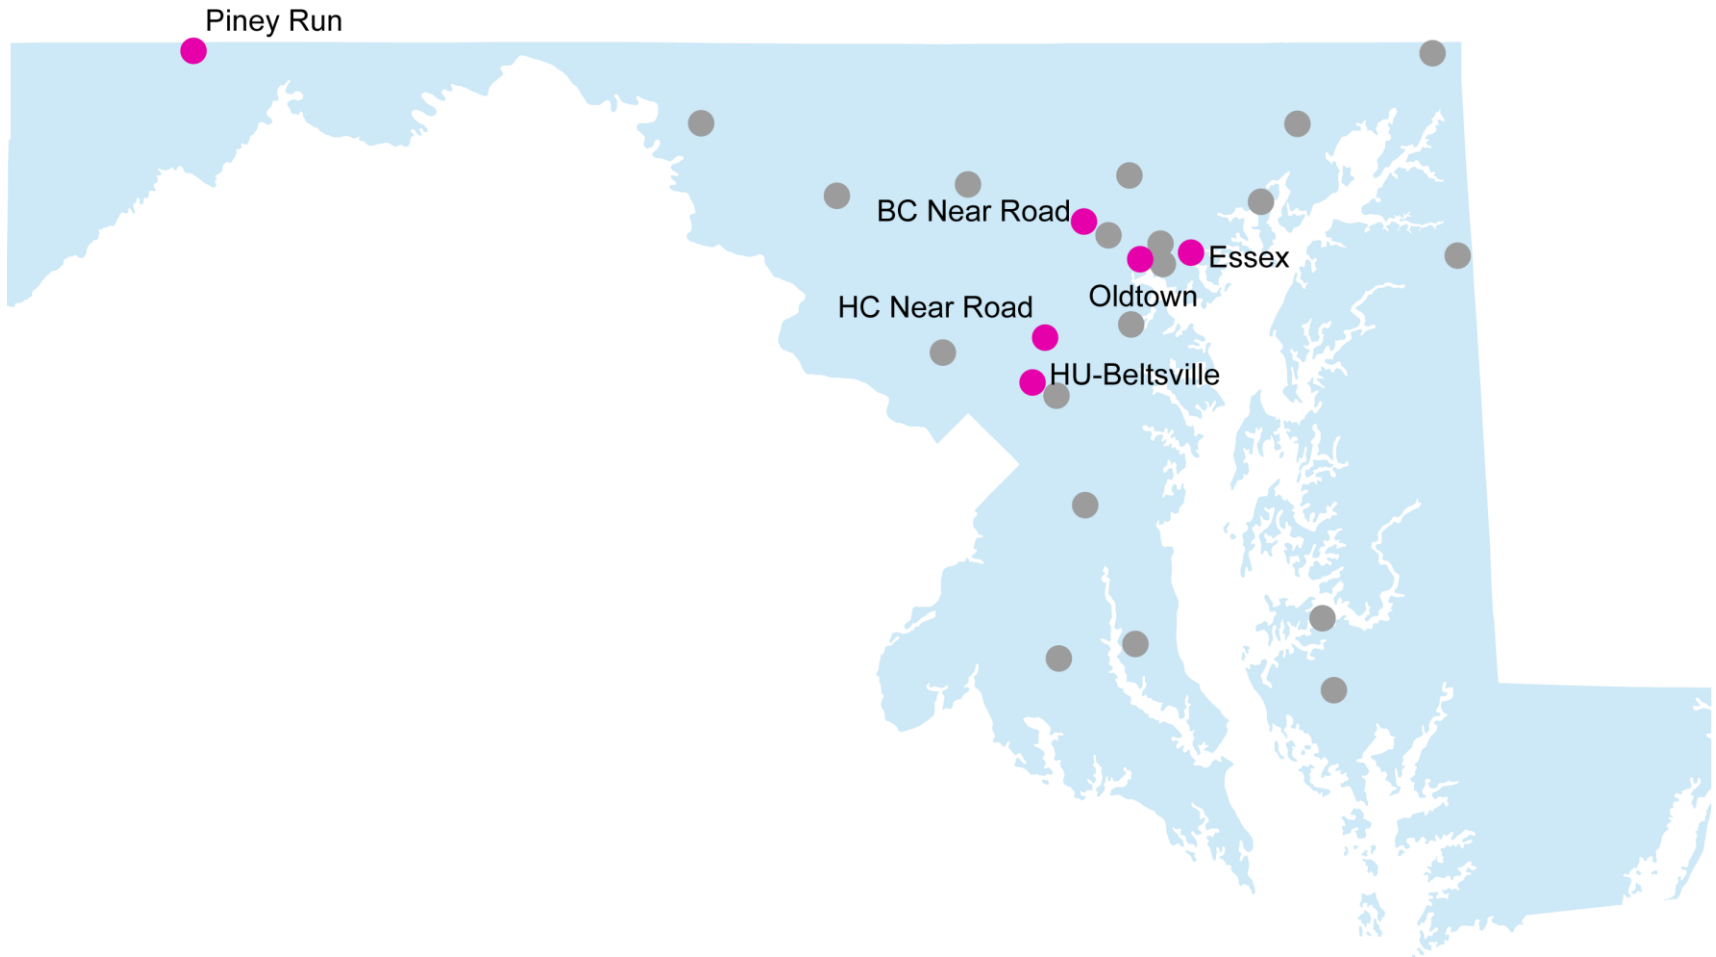 Piney Run
BC Near Road
Essex
Oldtown
HC Near Road
HU-Beltsville